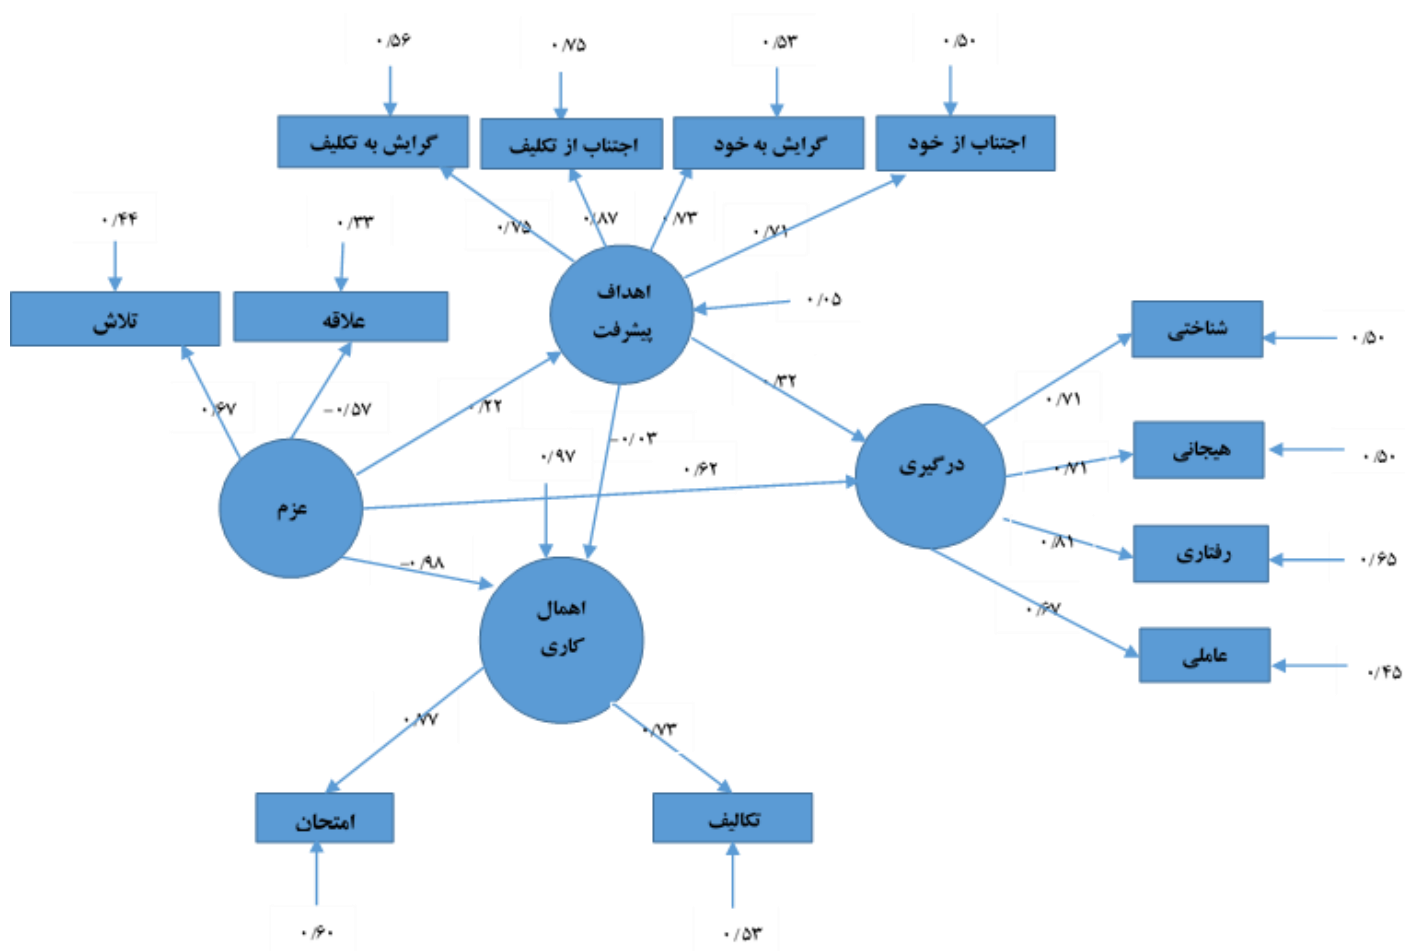 ۰/۵۶
۰/۷۵
۰/۵۳
۰/۵۰
گرایش به تکلیف
اجتناب از تکلیف
گرایش به خود
اجتناب از خود
۰/۴۴
۰/۳۳
۰/۷۵
۰/۸۷
۰/۷۳
۰/۷۱
تلاش
علاقه
اهداف
پیشرفت
۰/۰۵
شناختی
۰/۵۰
۰/۶۷
-۰/۵۷
۰/۲۲
۰/۳۲
۰/۷۱
-۰/۰۳
۰/۹۷
۰/۶۲
هیجانی
۰/۵۰
درگیری
۰/۷۱
عزم
۰/۸۱
رفتاری
۰/۶۵
-۰/۹۸
اهمال
کاری
۰/۶۷
عاملی
۰/۴۵
۰/۷۷
۰/۷۳
امتحان
تکالیف
۰/۶۰
۰/۵۳